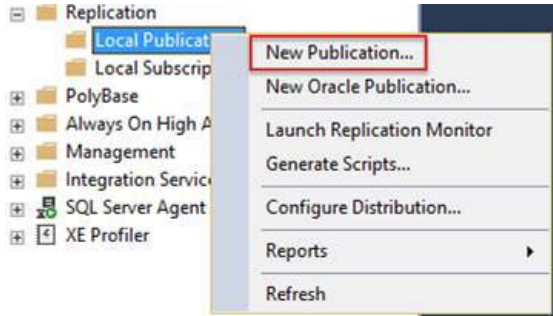 Replication
Local Publicat
Local Subscrip
PolyBase
Always On High A
Management
Integration Servic
SQL Server Agent
XE Profiler
New Publication...
New Oracle Publication...
Launch Replication Monitor
Generate Scripts...
Configure Distribution...
Reports
Refresh